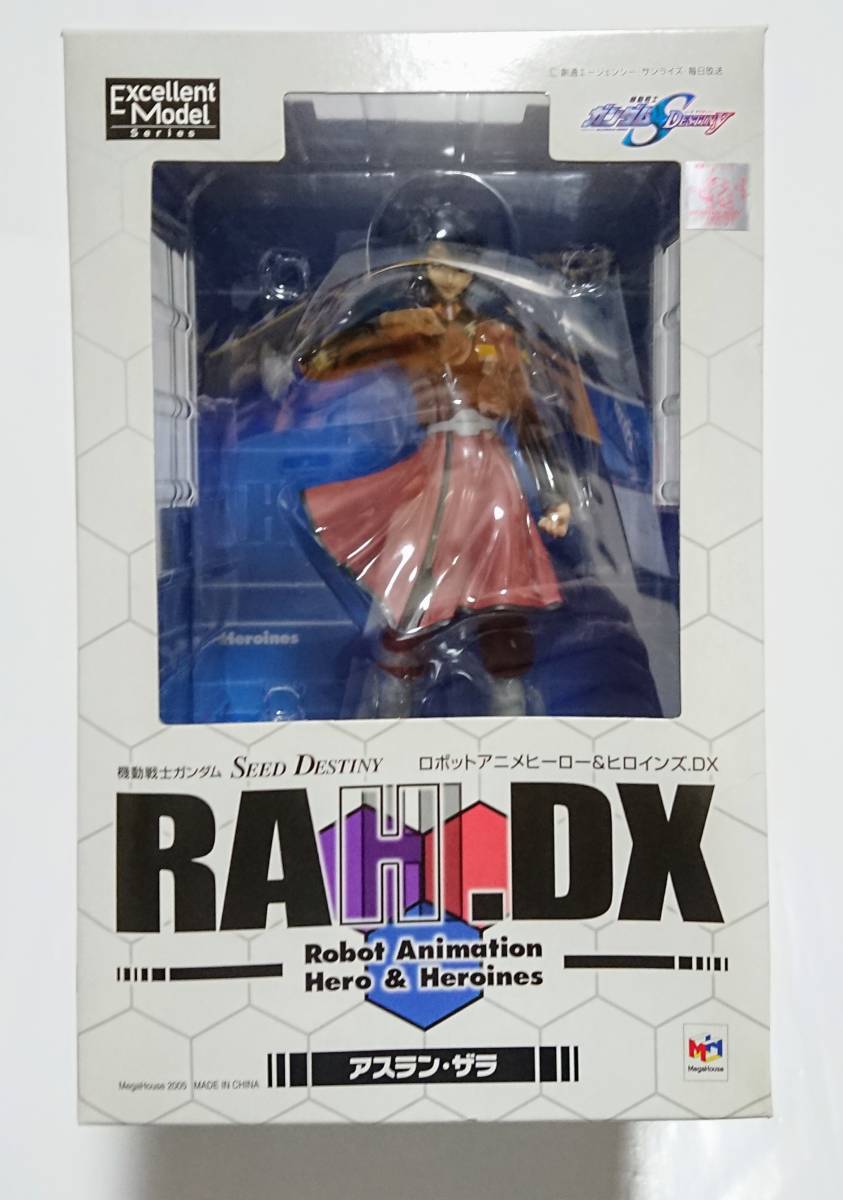 Excellent
Model
Series
C 創通エージェンシー・サンライズ・毎日放送
機動戦士
ガンダムSEED DESTINY
Heroines
機動戦士ガンダム SEED DESTINY
ロボットアニメヒーロー&ヒロインズ.DX
RAH.DX
Robot Animation
Hero & Heroines
アスラン・ザラ
MegaHouse 2005 MADE IN CHINA
MegaHouse